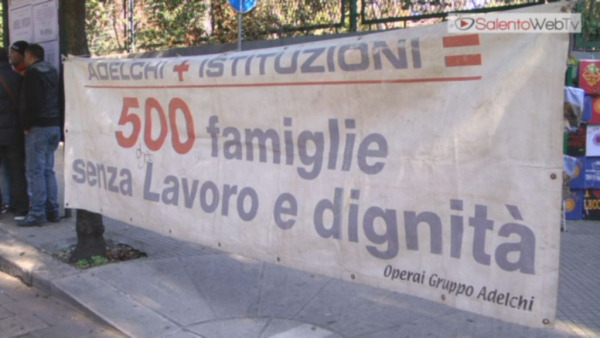 SalentoWebTv
ADELCHI + ISTITUZIONI =
500 famiglie
senza Lavoro e dignità
Operai Gruppo Adelchi